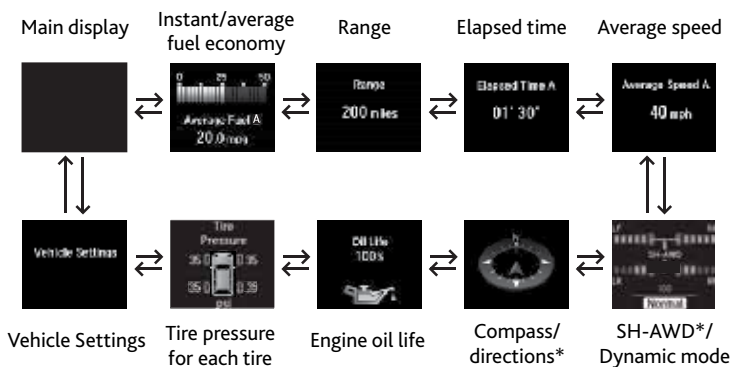 Main display
Instant/average
fuel economy
Range
Elapsed time
Average speed
0 25 50
Average Fuel A
20.0 mpg
Range
200 miles
Elapsed Time A
01' 30"
Average Speed A
40 mph
Vehicle Settings
Tire
Pressure
35 35
35 35
psi
Oil Life
100%
SH-AWD
Normal
Vehicle Settings
Tire pressure
for each tire
Engine oil life
Compass/
directions*
SH-AWD*/
Dynamic mode